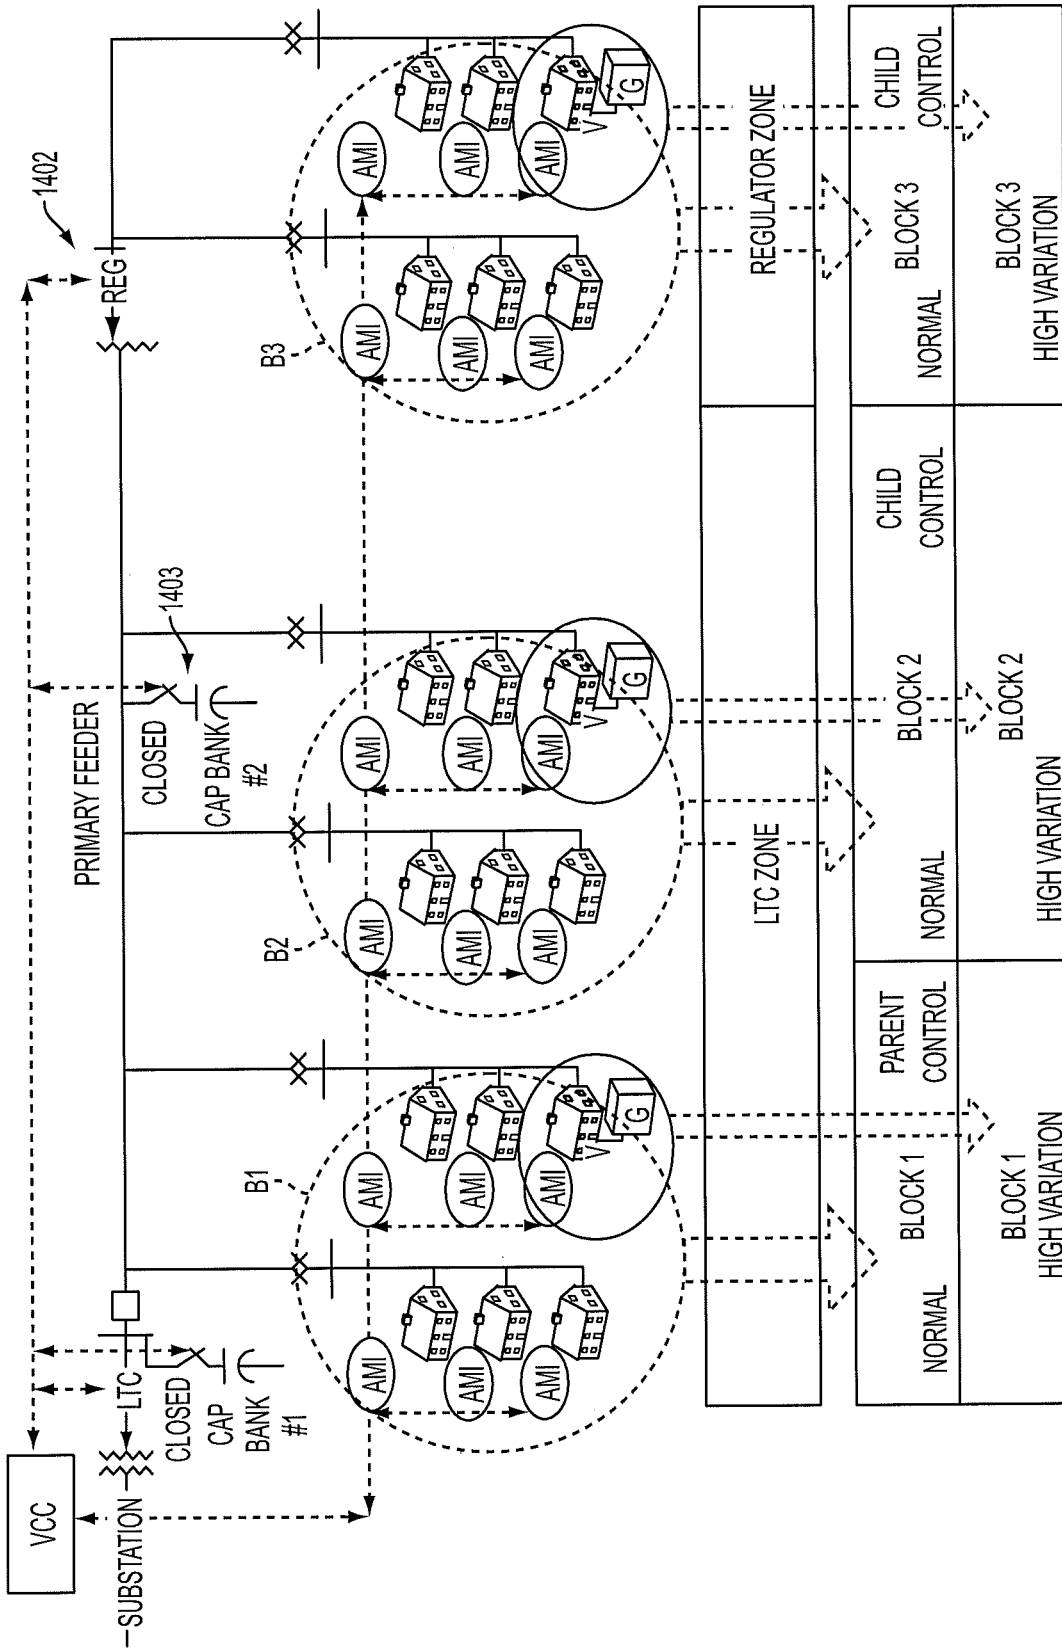 VCC
SUBSTATION
LTC
CLOSED
CAP
BANK
#1
PRIMARY FEEDER
CLOSED
CAP BANK
#2
1403
REG
1402
B1
AMI
AMI
AMI
AMI
AMI
AMI
V
G
B2
AMI
AMI
AMI
AMI
AMI
AMI
V
G
B3
AMI
AMI
AMI
AMI
AMI
AMI
V
G
LTC ZONE
REGULATOR ZONE
NORMAL
BLOCK 1
PARENT
CONTROL
NORMAL
BLOCK 2
CHILD
CONTROL
NORMAL
BLOCK 3
CHILD
CONTROL
BLOCK 1
HIGH VARIATION
BLOCK 2
HIGH VARIATION
BLOCK 3
HIGH VARIATION